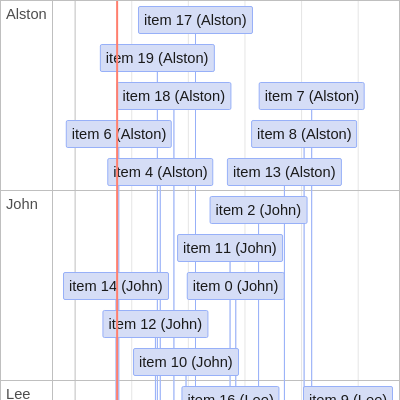 Alston
item 17 (Alston)
item 19 (Alston)
item 18 (Alston)
item 7 (Alston)
item 6 (Alston)
item 8 (Alston)
item 4 (Alston)
item 13 (Alston)
John
item 2 (John)
item 11 (John)
item 14 (John)
item 0 (John)
item 12 (John)
item 10 (John)
Lee
item 16 (Lee)
item 9 (Lee)